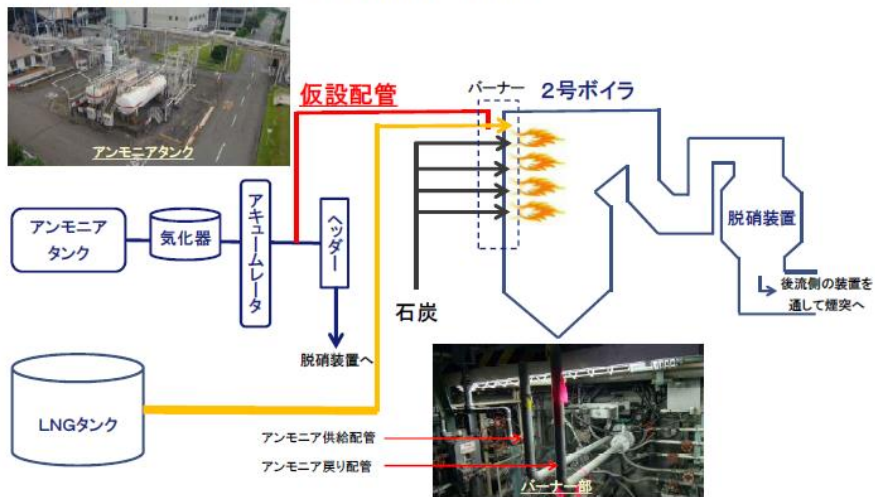 アンモニアタンク
仮設配管
バーナー
2号ボイラ
アンモニア
タンク
気化器
アキュームレータ
ヘッダー
脱硝装置へ
石炭
脱硝装置
後流側の装置を
通して煙突へ
LNGタンク
アンモニア供給配管
アンモニア戻り配管
バーナー部